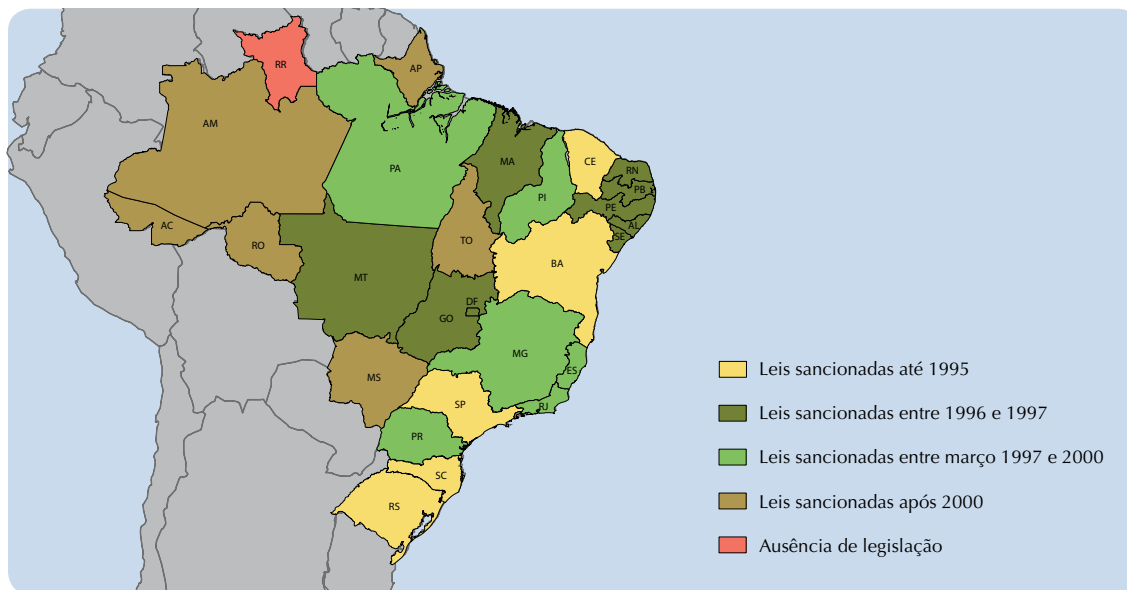 RR
AP
AM
PA
MA
CE
RN
PB
PI
PE
AL
SE
AC
RO
TO
BA
MT
DF
GO
MG
ES
MS
SP
RJ
PR
SC
RS
Leis sancionadas até 1995
Leis sancionadas entre 1996 e 1997
Leis sancionadas entre março 1997 e 2000
Leis sancionadas após 2000
Ausência de legislação